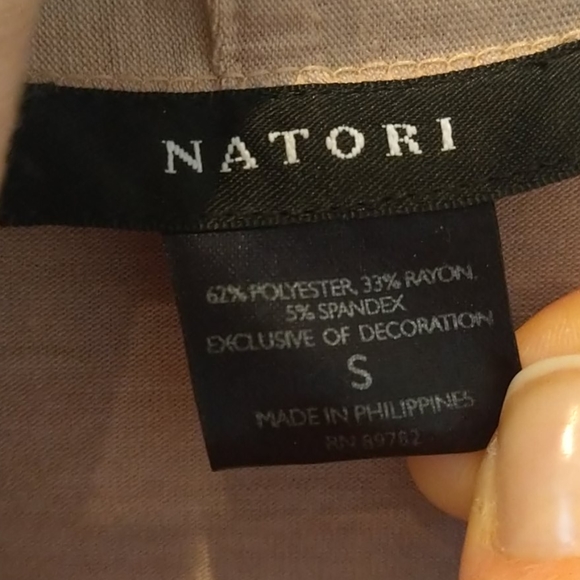 NATORI
62% POLYESTER, 33% RAYON,
5% SPANDEX
EXCLUSIVE OF DECORATION
S
MADE IN PHILIPPINES
RN 89782